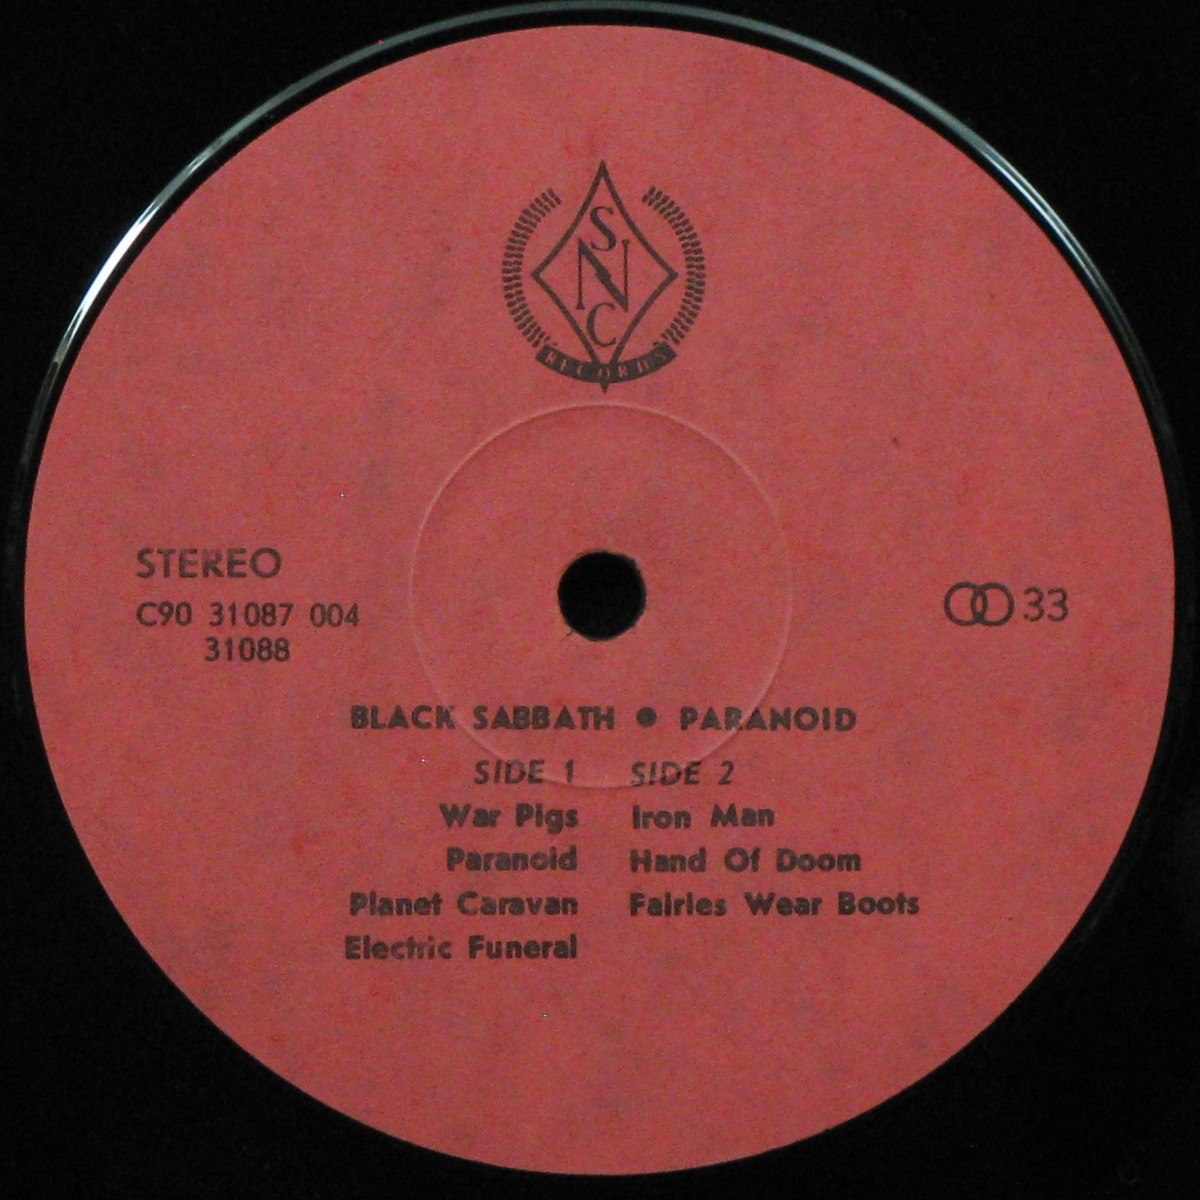 S
N
C
RECORDS
STEREO
C90 31087 004
31088
33
BLACK SABBATH ● PARANOID
SIDE 1 SIDE 2
War Pigs Iron Man
Paranoid Hand Of Doom
Planet Caravan Fairies Wear Boots
Electric Funeral